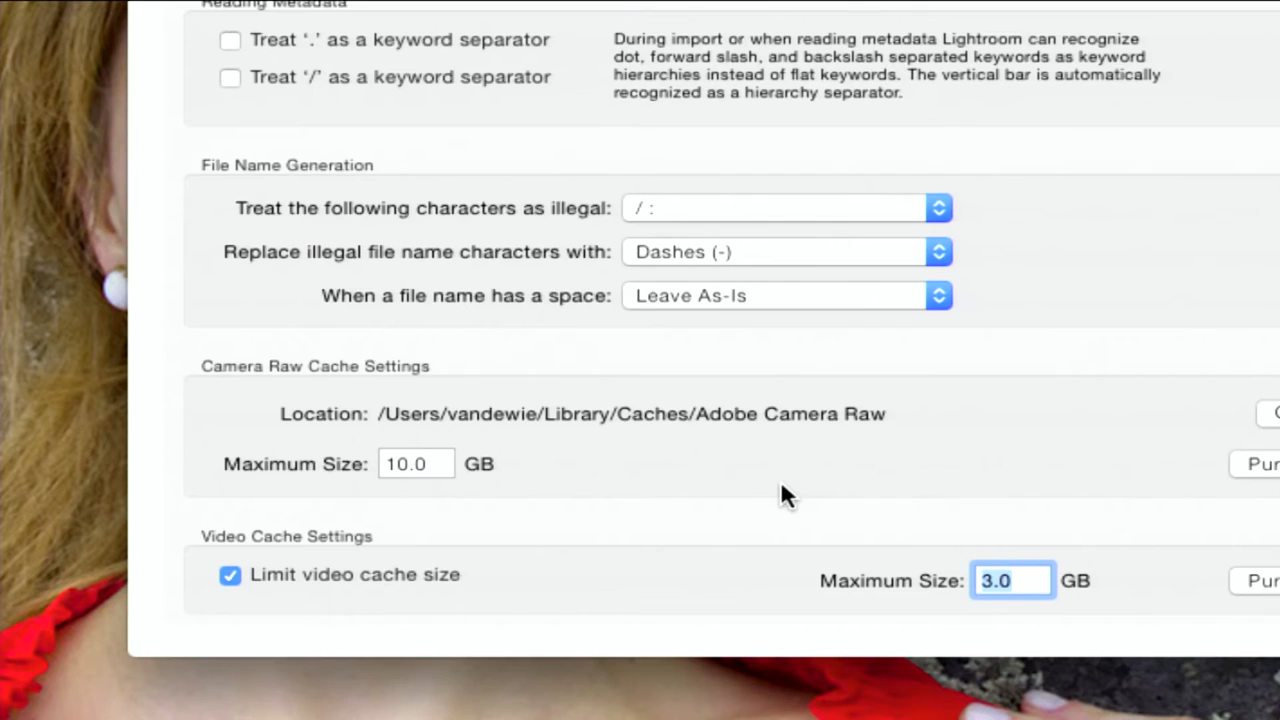 Reading Metadata
Treat '.' as a keyword separator
Treat '/' as a keyword separator
During import or when reading metadata Lightroom can recognize
dot, forward slash, and backslash separated keywords as keyword
hierarchies instead of flat keywords. The vertical bar is automatically
recognized as a hierarchy separator.
File Name Generation
Treat the following characters as illegal: / :
Replace illegal file name characters with: Dashes (-)
When a file name has a space: Leave As-Is
Camera Raw Cache Settings
Location: /Users/vandewie/Library/Caches/Adobe Camera Raw
Maximum Size: 10.0 GB
Pur
Video Cache Settings
Limit video cache size
Maximum Size: 3.0 GB
Pur